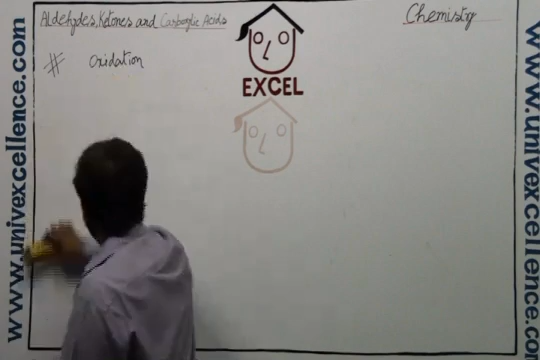 Aldehydes, Ketones and Carboxylic Acids
Chemistry
# Oxidation
EXCEL
www.univexcellence.com
www.univexcellence.com